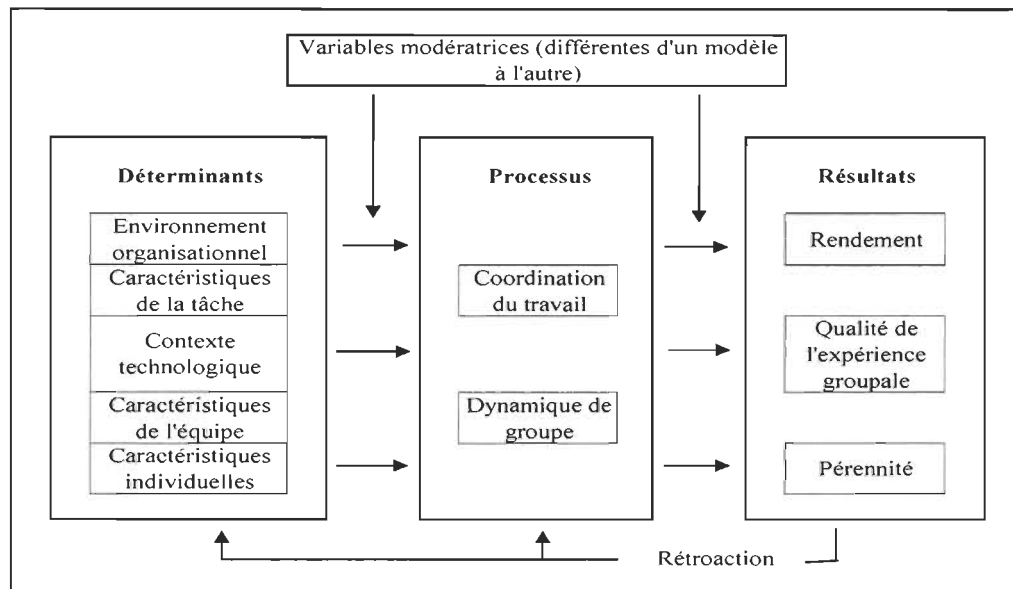 Variables modératrices (différentes d'un modèle
à l'autre)
Déterminants
Environnement
organisationnel
Caractéristiques
de la tâche
Contexte
technologique
Caractéristiques
de l'équipe
Caractéristiques
individuelles
Processus
Coordination
du travail
Dynamique de
groupe
Résultats
Rendement
Qualité de
l'expérience
groupale
Pérennité
Rétroaction